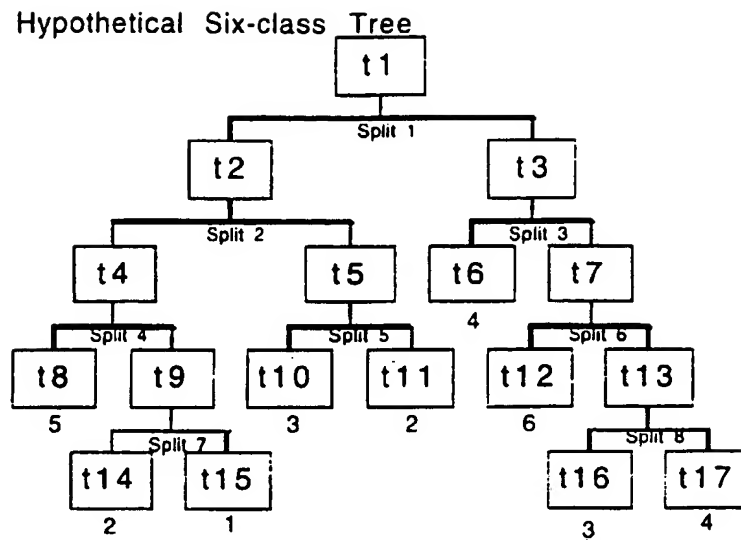 Hypothetical Six-class Tree
t1
Split 1
t2 t3
Split 2 Split 3
t4 t5 t6 t7
4
Split 4 Split 5 Split 6
t8 t9 t10 t11 t12 t13
5 3 2 6
Split 7 Split 8
t14 t15 t16 t17
2 1 3 4